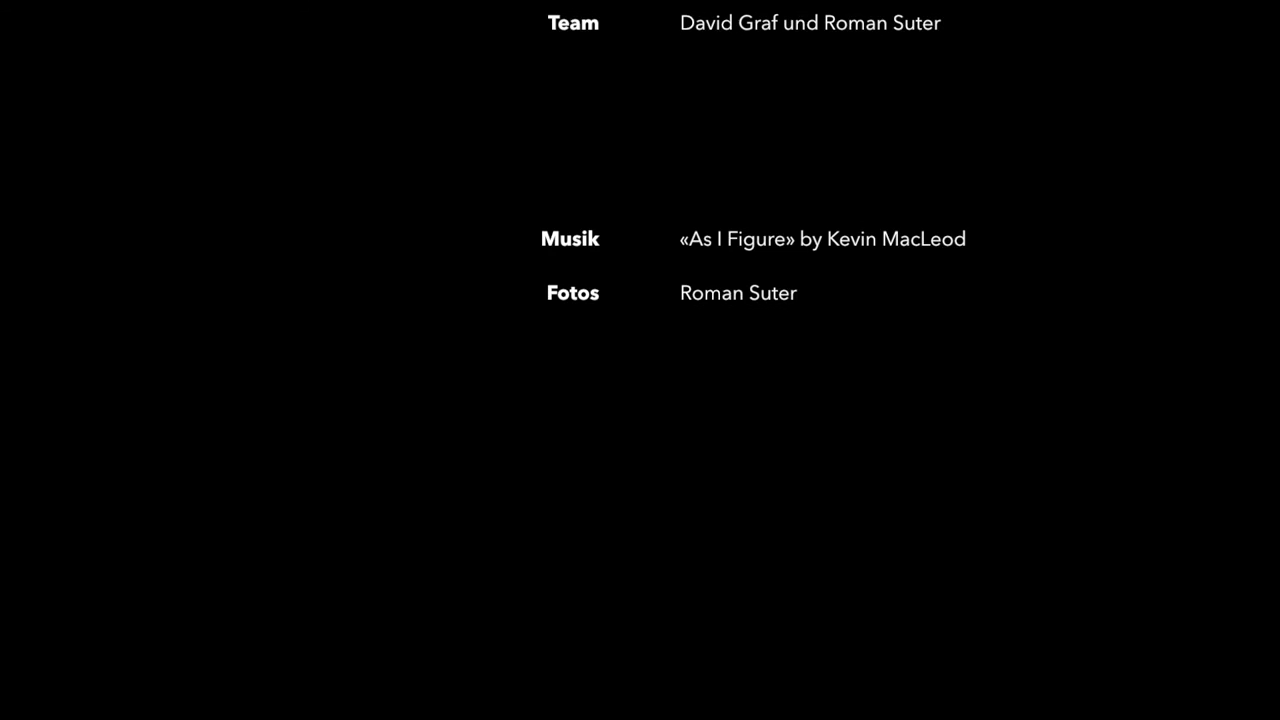 Team David Graf und Roman Suter
Musik «As I Figure» by Kevin MacLeod
Fotos Roman Suter